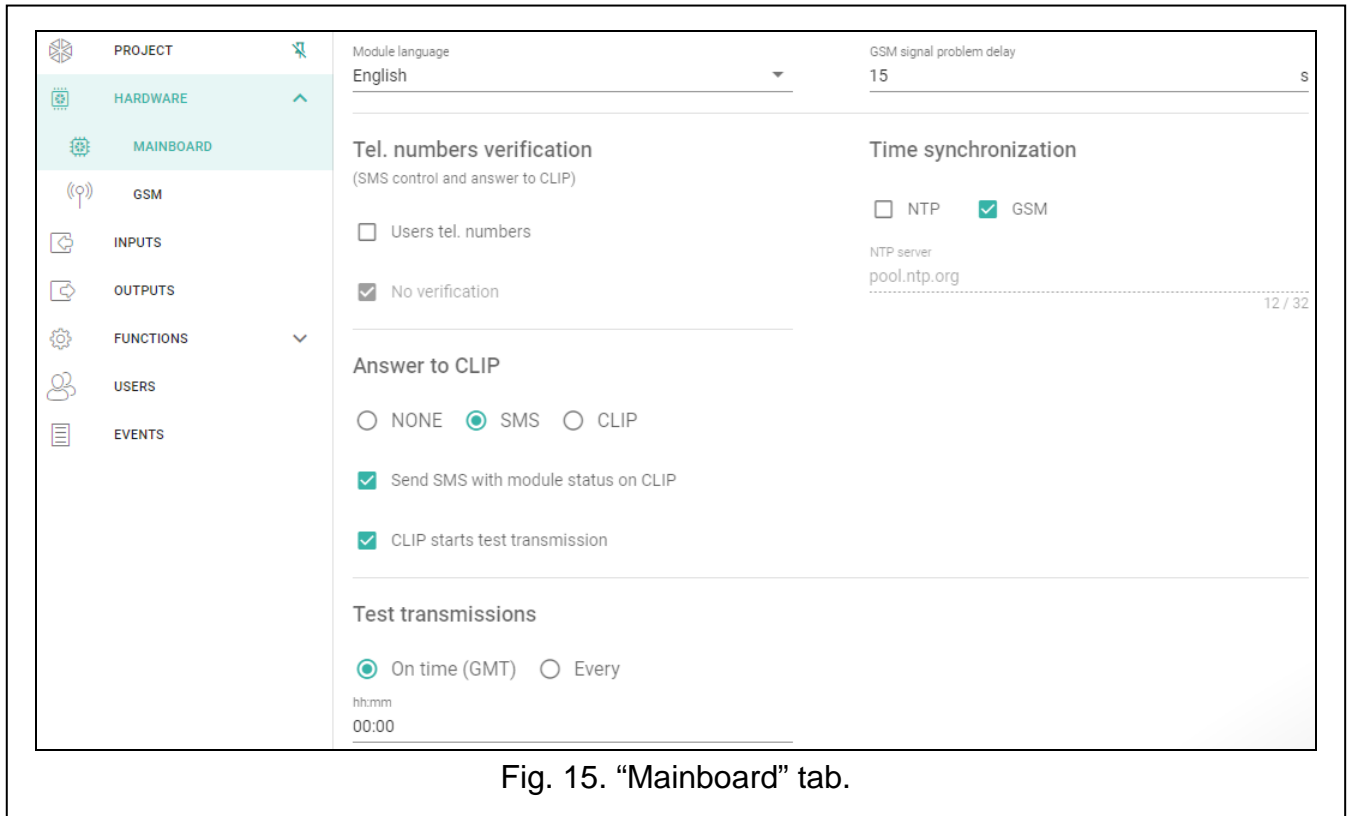 PROJECT
HARDWARE
MAINBOARD
GSM
INPUTS
OUTPUTS
FUNCTIONS
USERS
EVENTS
Module language
English
GSM signal problem delay
15 s
Tel. numbers verification
(SMS control and answer to CLIP)
Users tel. numbers
No verification
Time synchronization
NTP GSM
NTP server
pool.ntp.org
12 / 32
Answer to CLIP
NONE SMS CLIP
Send SMS with module status on CLIP
CLIP starts test transmission
Test transmissions
On time (GMT) Every
hh:mm
00:00
Fig. 15. “Mainboard” tab.